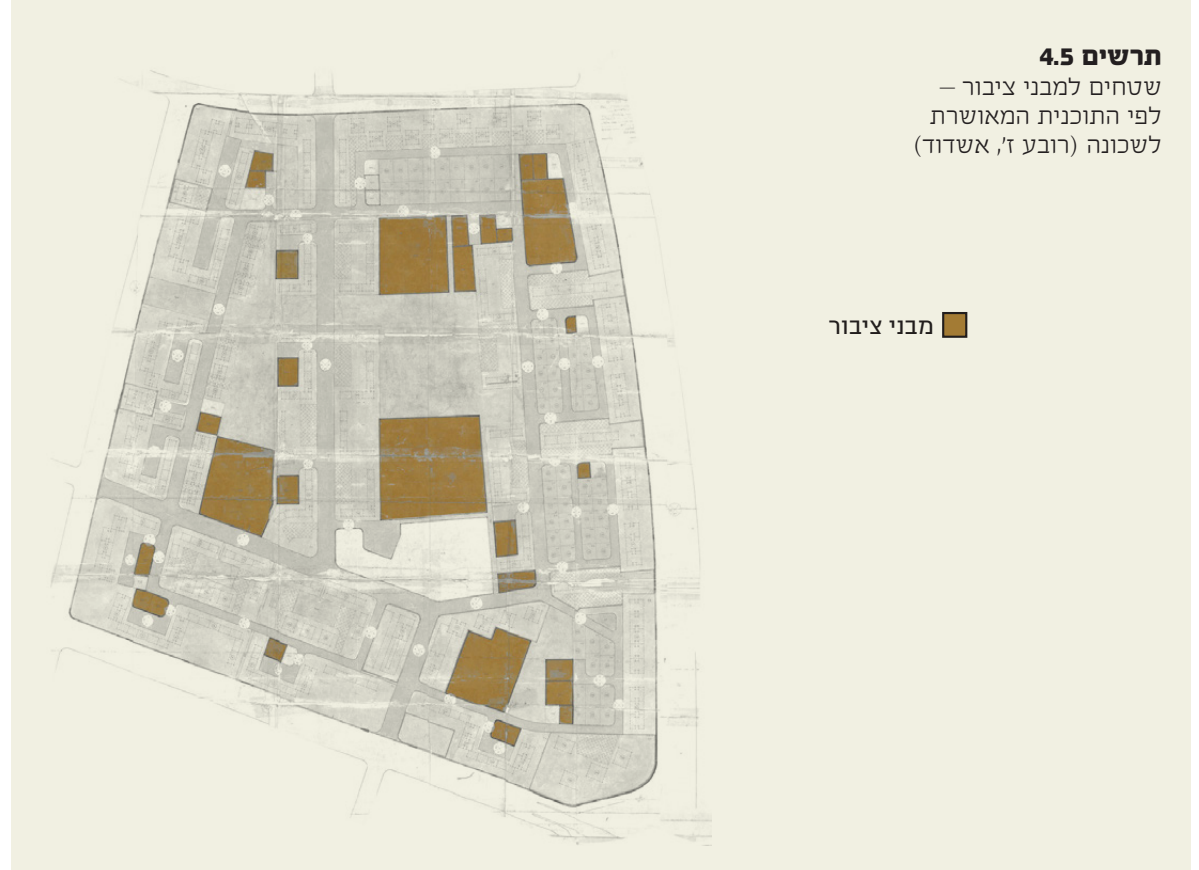 תרשים 4.5
שטחים למבני ציבור –
לפי התוכנית המאושרת
לשכונה (רובע ז', אשדוד)
מבני ציבור